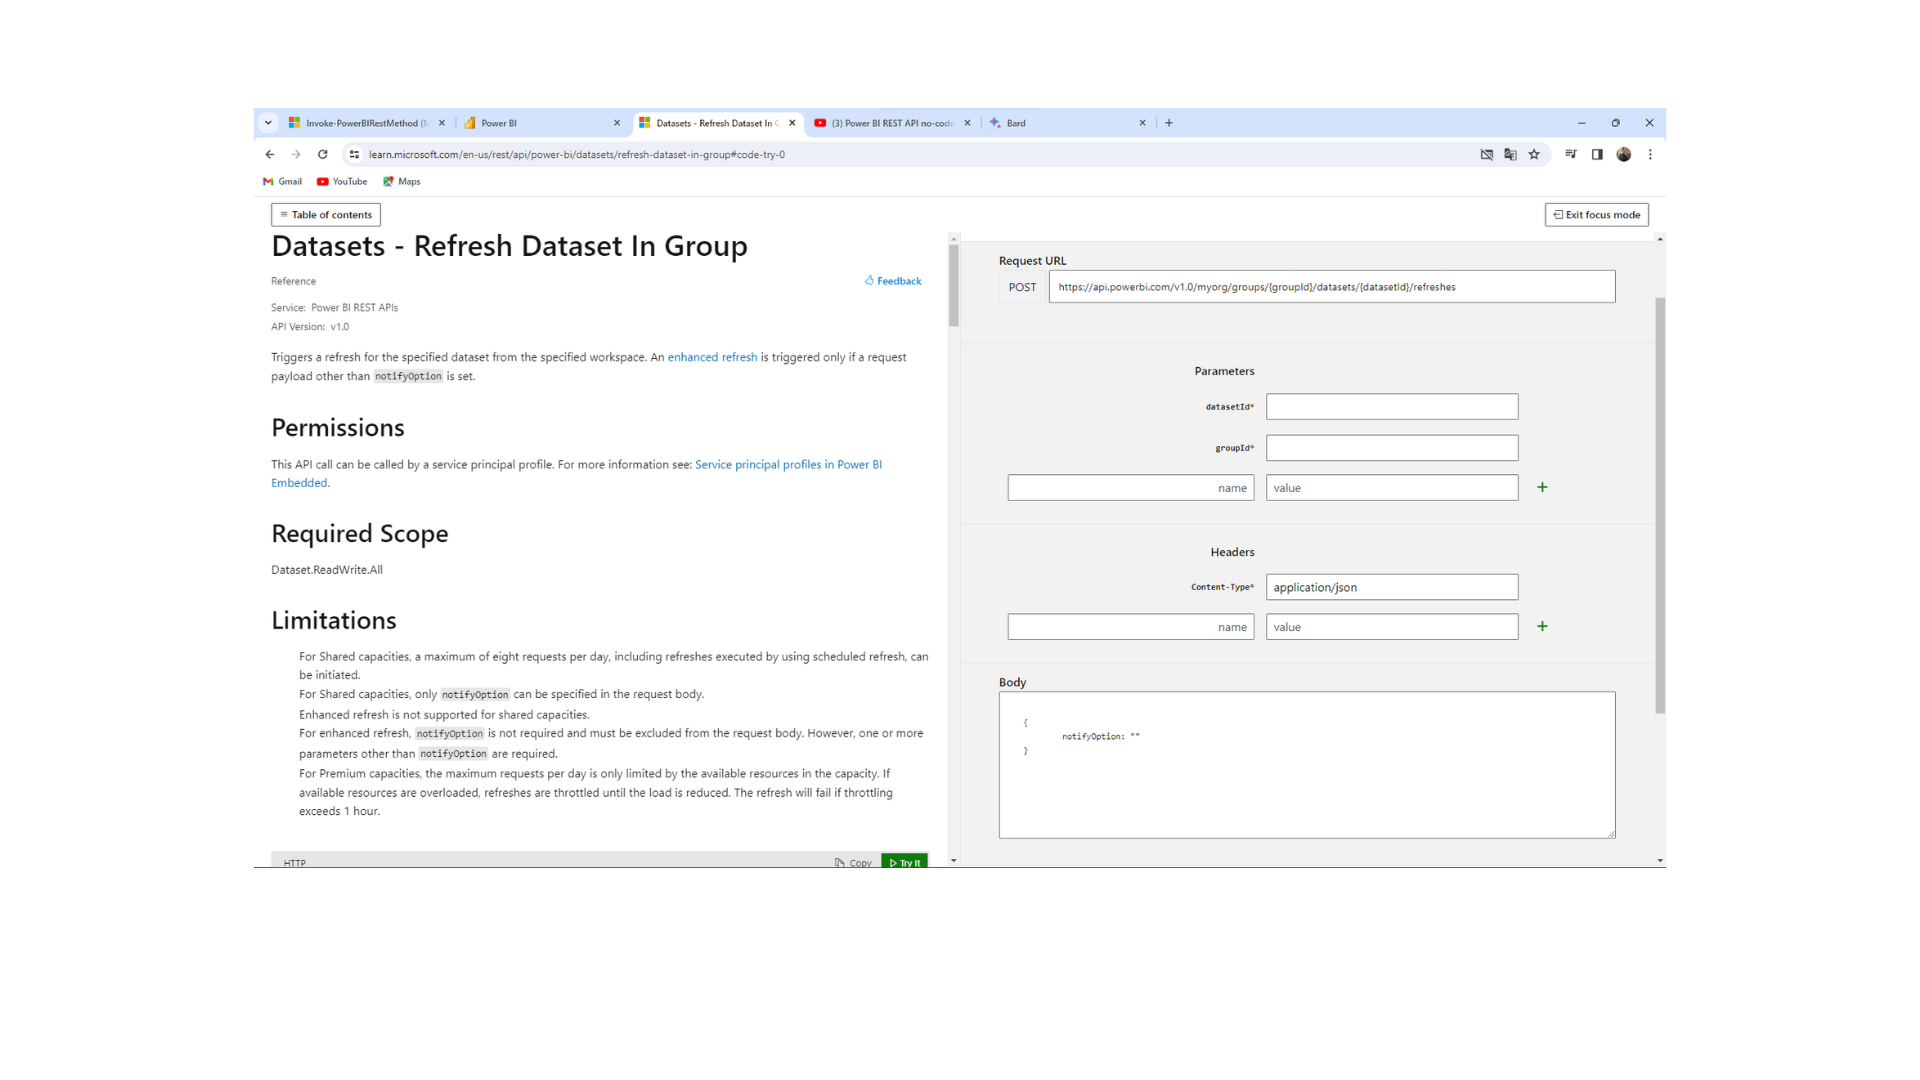 Invoke-PowerBIRestMethod (M
Power BI
Datasets - Refresh Dataset In G
(3) Power BI REST API no-code
Bard
learn.microsoft.com/en-us/rest/api/power-bi/datasets/refresh-dataset-in-group#code-try-0
Gmail
YouTube
Maps
Table of contents
Exit focus mode
Datasets - Refresh Dataset In Group
Reference
Feedback
Service: Power BI REST APIs
API Version: v1.0
Triggers a refresh for the specified dataset from the specified workspace. An enhanced refresh is triggered only if a request
payload other than notifyOption is set.
Permissions
This API call can be called by a service principal profile. For more information see: Service principal profiles in Power BI
Embedded.
Required Scope
Dataset.ReadWrite.All
Limitations
For Shared capacities, a maximum of eight requests per day, including refreshes executed by using scheduled refresh, can
be initiated.
For Shared capacities, only notifyOption can be specified in the request body.
Enhanced refresh is not supported for shared capacities.
For enhanced refresh, notifyOption is not required and must be excluded from the request body. However, one or more
parameters other than notifyOption are required.
For Premium capacities, the maximum requests per day is only limited by the available resources in the capacity. If
available resources are overloaded, refreshes are throttled until the load is reduced. The refresh will fail if throttling
exceeds 1 hour.
HTTP
Copy
Try It
Request URL
POST
https://api.powerbi.com/v1.0/myorg/groups/{groupId}/datasets/{datasetId}/refreshes
Parameters
datasetId*
groupId*
name
value
Headers
Content-Type*
application/json
name
value
Body
{
notifyOption: ""
}